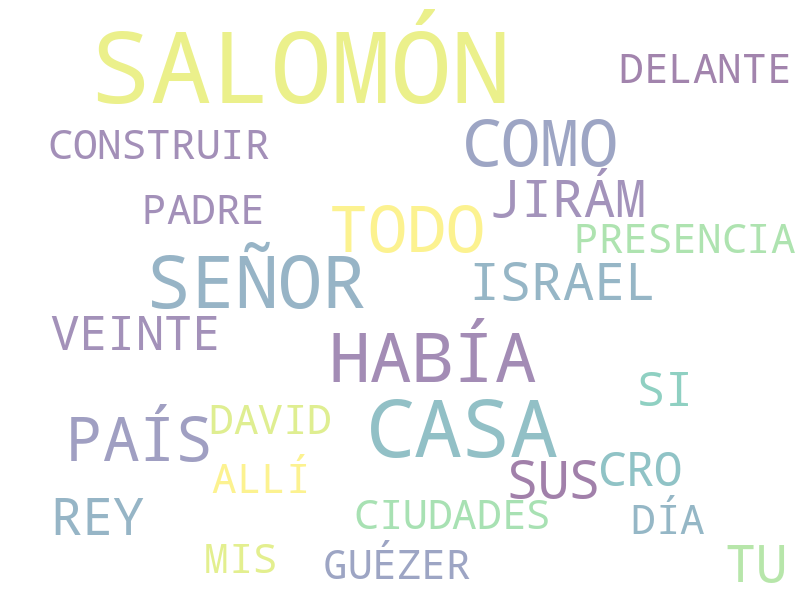 SALOMÓN
DELANTE
CONSTRUIR
COMO
PADRE
JIRÁM
TODO
PRESENCIA
SEÑOR
ISRAEL
VEINTE
HABÍA
SI
PAÍS
DAVID
CASA
ALLÍ
SUS
CRO
REY
CIUDADES
DÍA
MIS
GUÉZER
TU